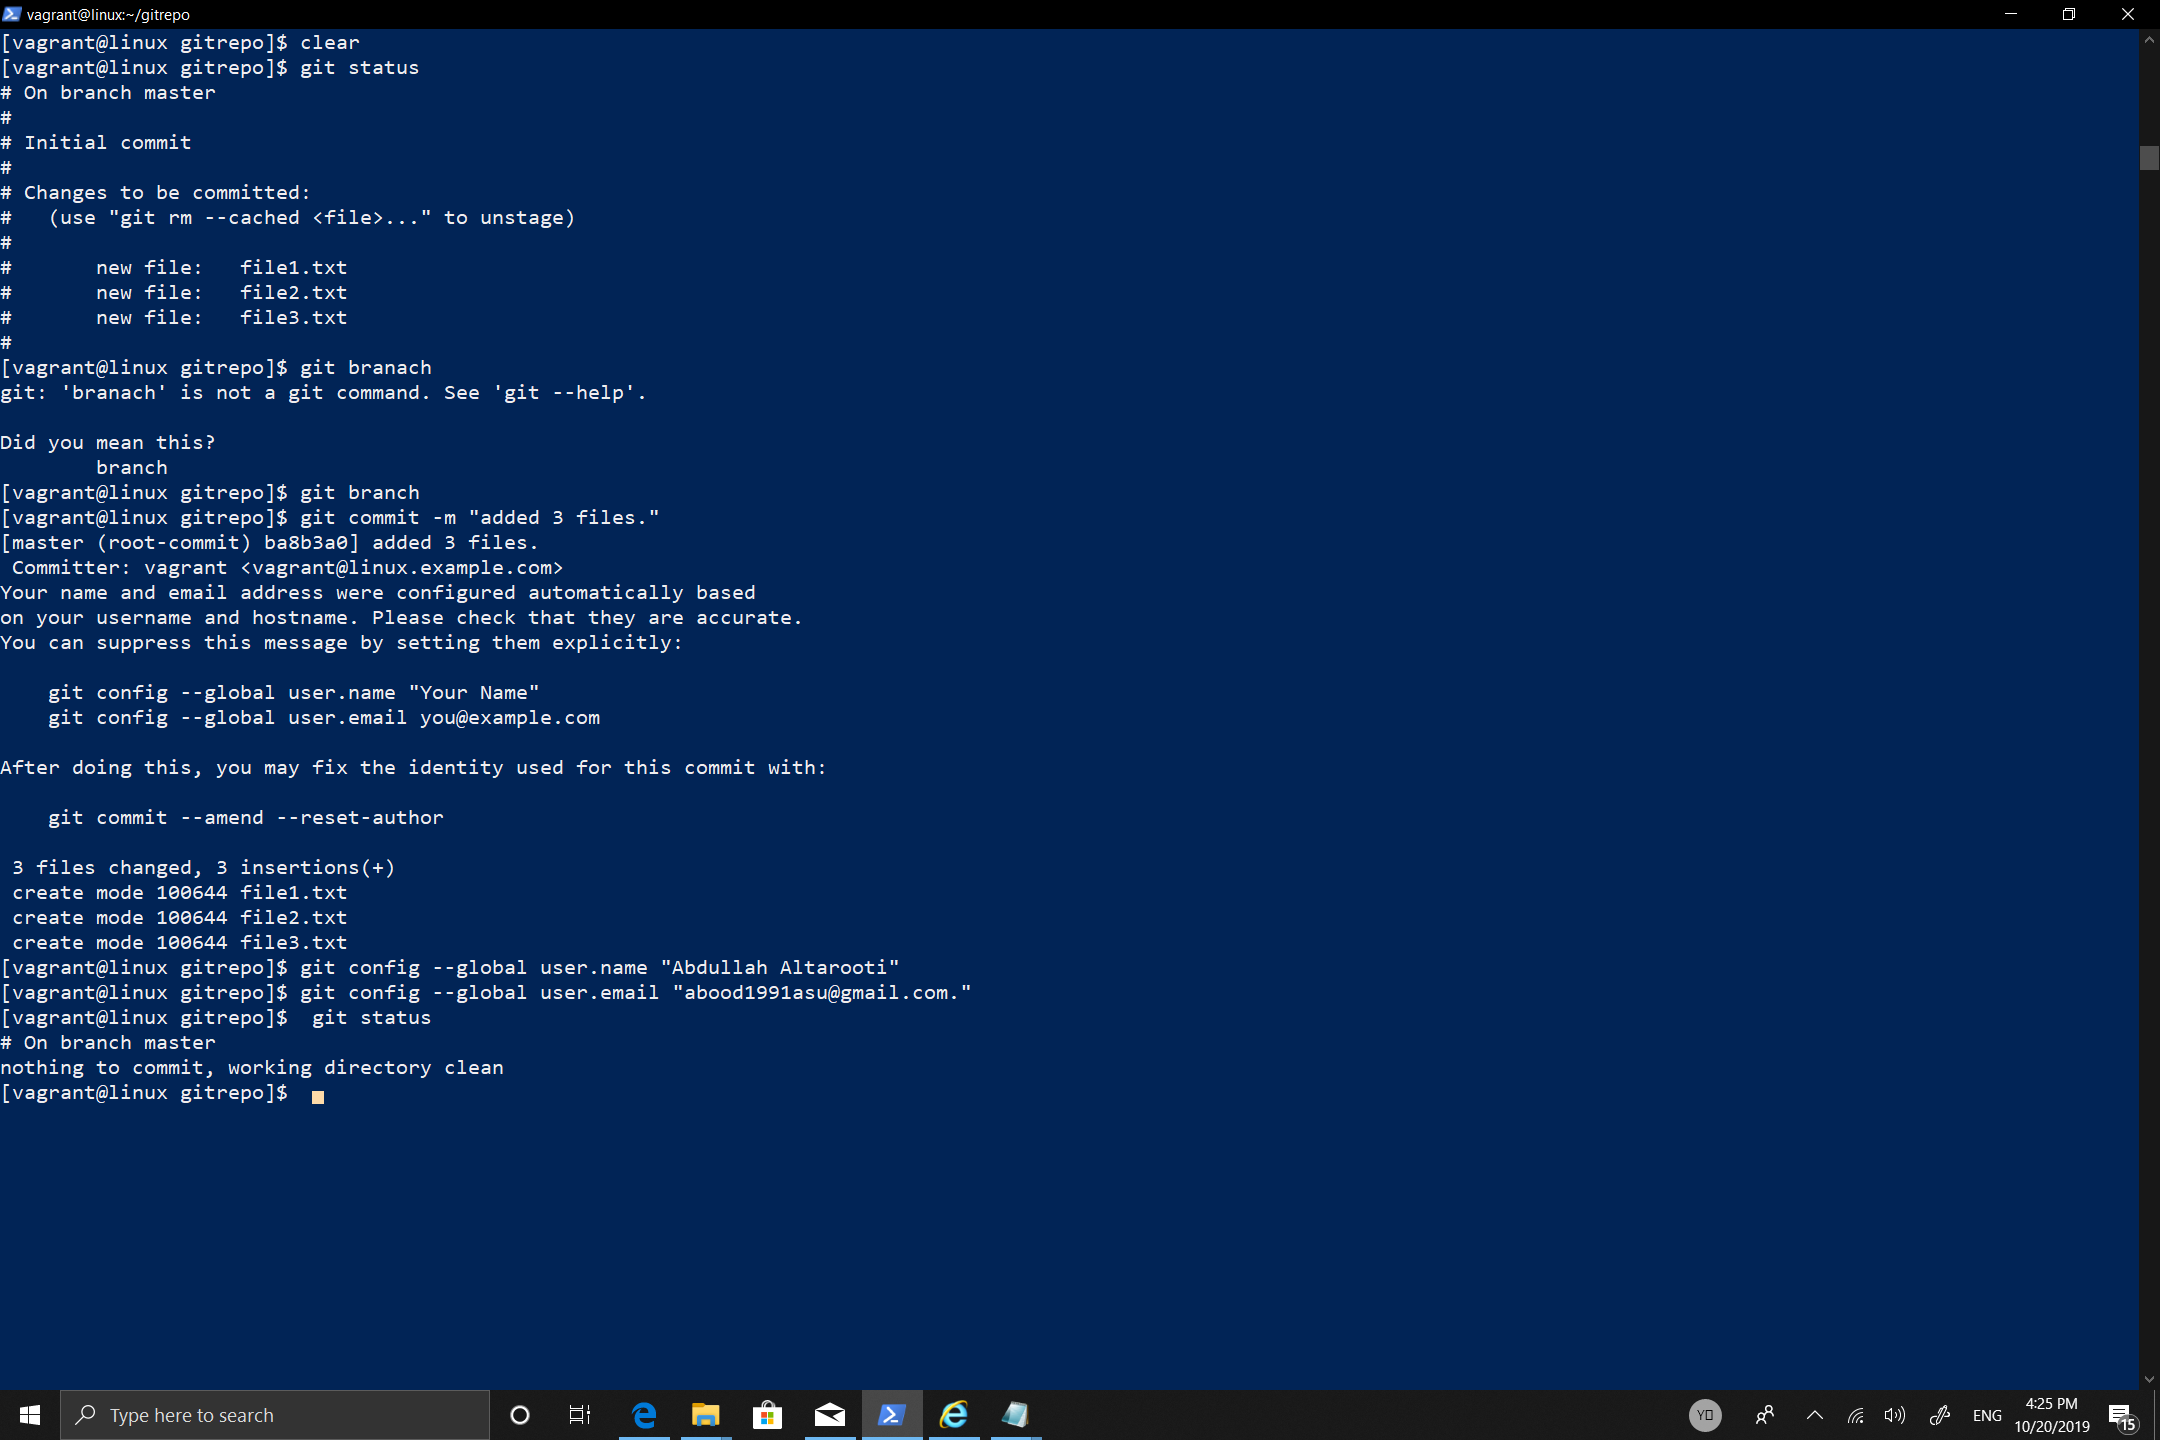 vagrant@linux:~/gitrepo
[vagrant@linux gitrepo]$ clear
[vagrant@linux gitrepo]$ git status
# On branch master
#
# Initial commit
#
# Changes to be committed:
#   (use "git rm --cached <file>..." to unstage)
#
#       new file:   file1.txt
#       new file:   file2.txt
#       new file:   file3.txt
#
[vagrant@linux gitrepo]$ git branach
git: 'branach' is not a git command. See 'git --help'.
Did you mean this?
        branch
[vagrant@linux gitrepo]$ git branch
[vagrant@linux gitrepo]$ git commit -m "added 3 files."
[master (root-commit) ba8b3a0] added 3 files.
 Committer: vagrant <vagrant@linux.example.com>
Your name and email address were configured automatically based
on your username and hostname. Please check that they are accurate.
You can suppress this message by setting them explicitly:
    git config --global user.name "Your Name"
    git config --global user.email you@example.com
After doing this, you may fix the identity used for this commit with:
    git commit --amend --reset-author
 3 files changed, 3 insertions(+)
 create mode 100644 file1.txt
 create mode 100644 file2.txt
 create mode 100644 file3.txt
[vagrant@linux gitrepo]$ git config --global user.name "Abdullah Altarooti"
[vagrant@linux gitrepo]$ git config --global user.email "abood1991asu@gmail.com."
[vagrant@linux gitrepo]$  git status
# On branch master
nothing to commit, working directory clean
[vagrant@linux gitrepo]$
Type here to search
ENG
4:25 PM
10/20/2019
15